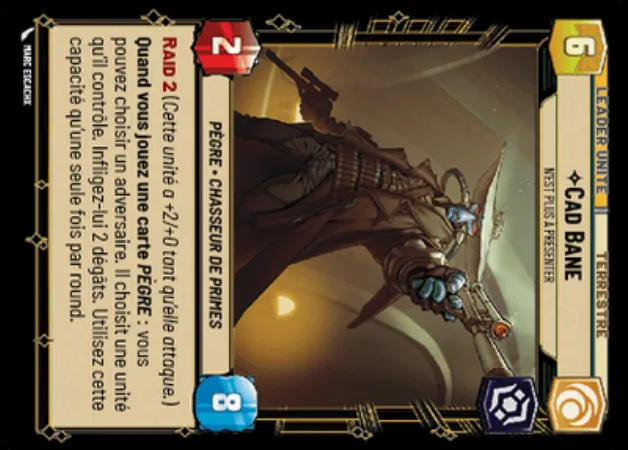 6
LEADER UNITÉ
TERRESTRE
CAD BANE
N'EST PLUS À PRÉSENTER
2
8
PÈGRE • CHASSEUR DE PRIMES
RAID 2 (Cette unité a +2/+0 tant qu'elle attaque.)
Quand vous jouez une carte PÈGRE : vous
pouvez choisir un adversaire. Il choisit une unité
qu'il contrôle. Infligez-lui 2 dégâts. Utilisez cette
capacité qu'une seule fois par round.
MARC ESCACHX